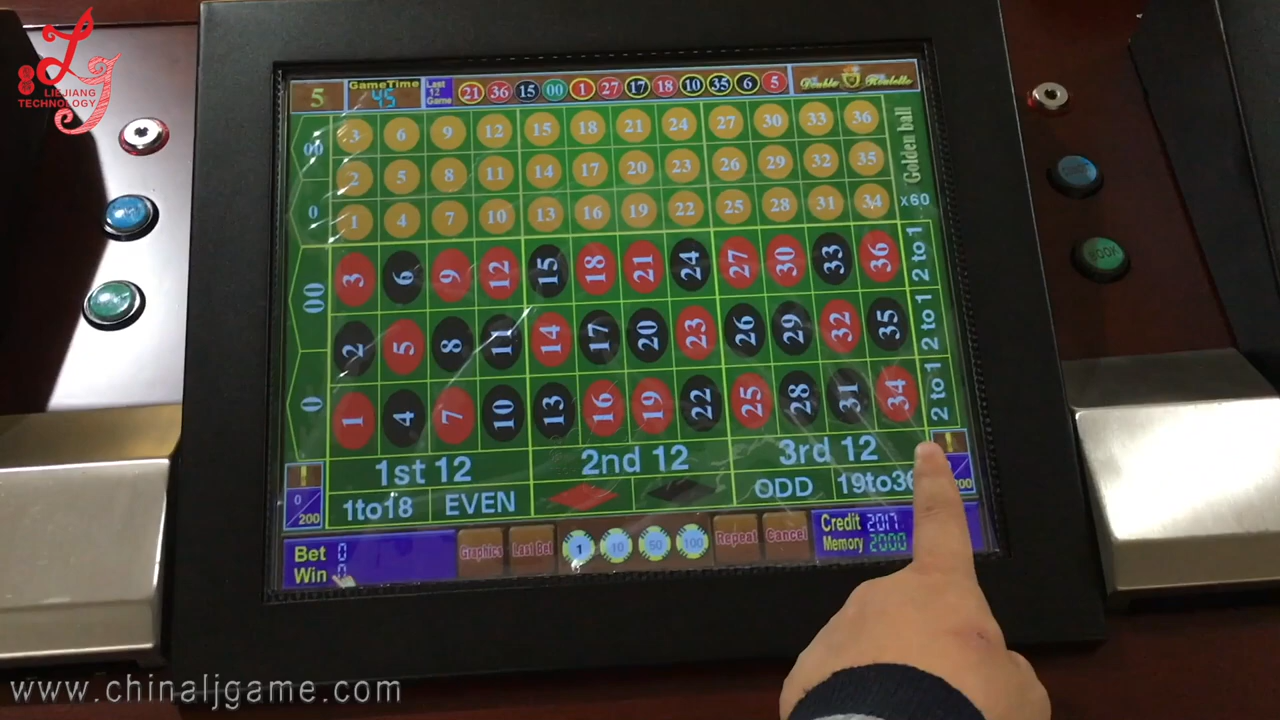 LIEJIANG
TECHNOLOGY
5
GameTime
45
Last
12
Game
21 36 15 00 1 27 17 18 10 35 6 5
Double Roulette
00 3 6 9 12 15 18 21 24 27 30 33 36
2 5 8 11 14 17 20 23 26 29 32 35
0 1 4 7 10 13 16 19 22 25 28 31 34
Golden ball
x60
00 3 6 9 12 15 18 21 24 27 30 33 36 2 to 1
2 5 8 11 14 17 20 23 26 29 32 35 2 to 1
0 1 4 7 10 13 16 19 22 25 28 31 34 2 to 1
1st 12 2nd 12 3rd 12
! !
0
200
1to18 EVEN ODD 19to36
200
Bet 0
Win 0
Graphics Last Bet 1 10 50 100 Repeat Cancel
Credit 2017
Memory 2000
BOOK
www.chinaljgame.com